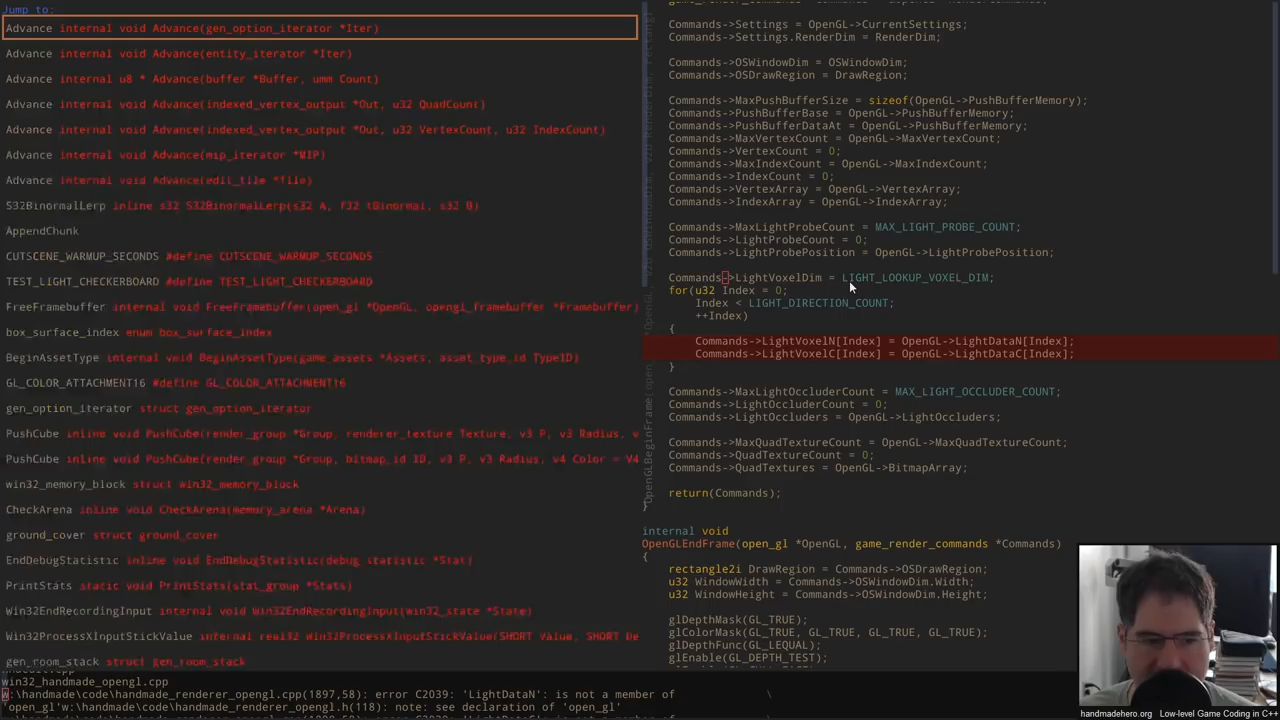 Jump to:
Advance internal void Advance(gen_option_iterator *Iter)
Advance internal void Advance(entity_iterator *Iter)
Advance internal u8 * Advance(buffer *Buffer, umm Count)
Advance internal void Advance(indexed_vertex_output *Out, u32 QuadCount)
Advance internal void Advance(indexed_vertex_output *Out, u32 VertexCount, u32 IndexCount)
Advance internal void Advance(mip_iterator *MIP)
Advance internal void Advance(edit_file *file)
S32BinormalLerp inline s32 S32BinormalLerp(s32 A, f32 tBinormal, s32 B)
AppendChunk
CUTSCENE_WARMUP_SECONDS #define CUTSCENE_WARMUP_SECONDS
TEST_LIGHT_CHECKERBOARD #define TEST_LIGHT_CHECKERBOARD
FreeFramebuffer internal void FreeFramebuffer(open_gl *OpenGL, opengl_framebuffer *Framebuffer)
box_surface_index enum box_surface_index
BeginAssetType internal void BeginAssetType(game_assets *Assets, asset_type_id TypeID)
GL_COLOR_ATTACHMENT16 #define GL_COLOR_ATTACHMENT16
gen_option_iterator struct gen_option_iterator
PushCube inline void PushCube(render_group *Group, renderer_texture Texture, v3 P, v3 Radius, v
PushCube inline void PushCube(render_group *Group, bitmap_id ID, v3 P, v3 Radius, v4 Color = V4
win32_memory_block struct win32_memory_block
CheckArena inline void CheckArena(memory_arena *Arena)
ground_cover struct ground_cover
EndDebugStatistic inline void EndDebugStatistic(debug_statistic *Stat)
PrintStats static void PrintStats(stat_group *Stats)
Win32EndRecordingInput internal void Win32EndRecordingInput(win32_state *State)
Win32ProcessXInputStickValue internal real32 Win32ProcessXInputStickValue(SHORT Value, SHORT De
gen_room_stack struct gen_room_stack
win32_opengl.cpp
W:\handmade\code\handmade_renderer_opengl.cpp(1897,58): error C2039: 'LightDataN': is not a member of \
'open_gl'w:\handmade\code\handmade_renderer_opengl.h(118): note: see declaration of 'open_gl'
Commands->Settings = OpenGL->CurrentSettings;
Commands->Settings.RenderDim = RenderDim;
Commands->OSWindowDim = OSWindowDim;
Commands->OSDrawRegion = DrawRegion;
Commands->MaxPushBufferSize = sizeof(OpenGL->PushBufferMemory);
Commands->PushBufferBase = OpenGL->PushBufferMemory;
Commands->PushBufferDataAt = OpenGL->PushBufferMemory;
Commands->MaxVertexCount = OpenGL->MaxVertexCount;
Commands->VertexCount = 0;
Commands->MaxIndexCount = OpenGL->MaxIndexCount;
Commands->IndexCount = 0;
Commands->VertexArray = OpenGL->VertexArray;
Commands->IndexArray = OpenGL->IndexArray;
Commands->MaxLightProbeCount = MAX_LIGHT_PROBE_COUNT;
Commands->LightProbeCount = 0;
Commands->LightProbePosition = OpenGL->LightProbePosition;
Commands->LightVoxelDim = LIGHT_LOOKUP_VOXEL_DIM;
for(u32 Index = 0;
Index < LIGHT_DIRECTION_COUNT;
++Index)
{
Commands->LightVoxelN[Index] = OpenGL->LightDataN[Index];
Commands->LightVoxelC[Index] = OpenGL->LightDataC[Index];
}
Commands->MaxLightOccluderCount = MAX_LIGHT_OCCLUDER_COUNT;
Commands->LightOccluderCount = 0;
Commands->LightOccluders = OpenGL->LightOccluders;
Commands->MaxQuadTextureCount = OpenGL->MaxQuadTextureCount;
Commands->QuadTextureCount = 0;
Commands->QuadTextures = OpenGL->BitmapArray;
return(Commands);
}
internal void
OpenGLEndFrame(open_gl *OpenGL, game_render_commands *Commands)
{
rectangle2i DrawRegion = Commands->OSDrawRegion;
u32 WindowWidth = Commands->OSWindowDim.Width;
u32 WindowHeight = Commands->OSWindowDim.Height;
glDepthMask(GL_TRUE);
glColorMask(GL_TRUE, GL_TRUE, GL_TRUE, GL_TRUE);
glDepthFunc(GL_LEQUAL);
glEnable(GL_DEPTH_TEST);
handmadehero.org Low-level Game Coding in C++